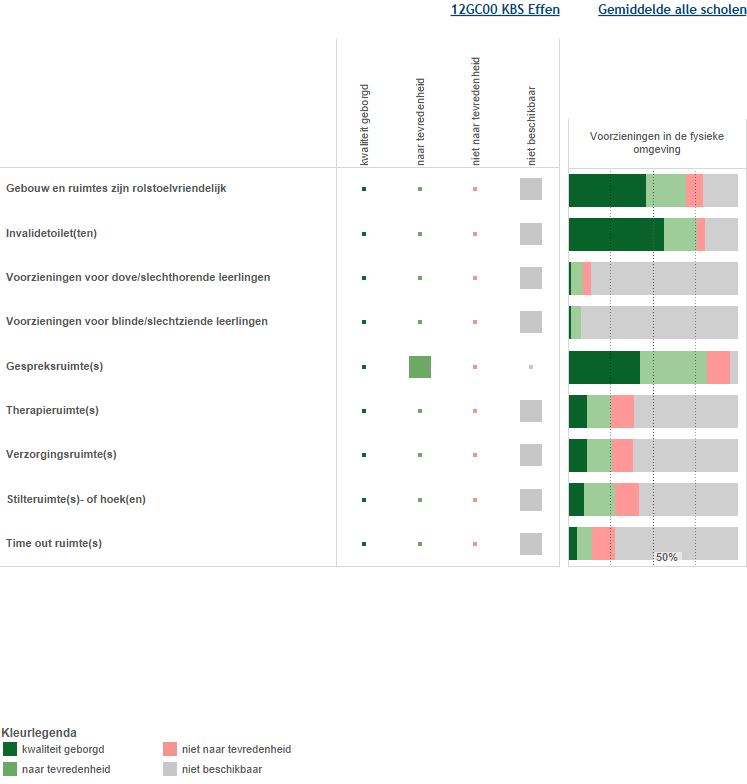 12GC00 KBS Effen
Gemiddelde alle scholen
kwaliteit geborgd
naar tevredenheid
niet naar tevredenheid
niet beschikbaar
Voorzieningen in de fysieke
omgeving
Gebouw en ruimtes zijn rolstoelvriendelijk
Invalidetoilet(ten)
Voorzieningen voor dove/slechthorende leerlingen
Voorzieningen voor blinde/slechtziende leerlingen
Gespreksruimte(s)
Therapieruimte(s)
Verzorgingsruimte(s)
Stilteruimte(s)- of hoek(en)
Time out ruimte(s)
50%
Kleurlegenda
kwaliteit geborgd
niet naar tevredenheid
naar tevredenheid
niet beschikbaar